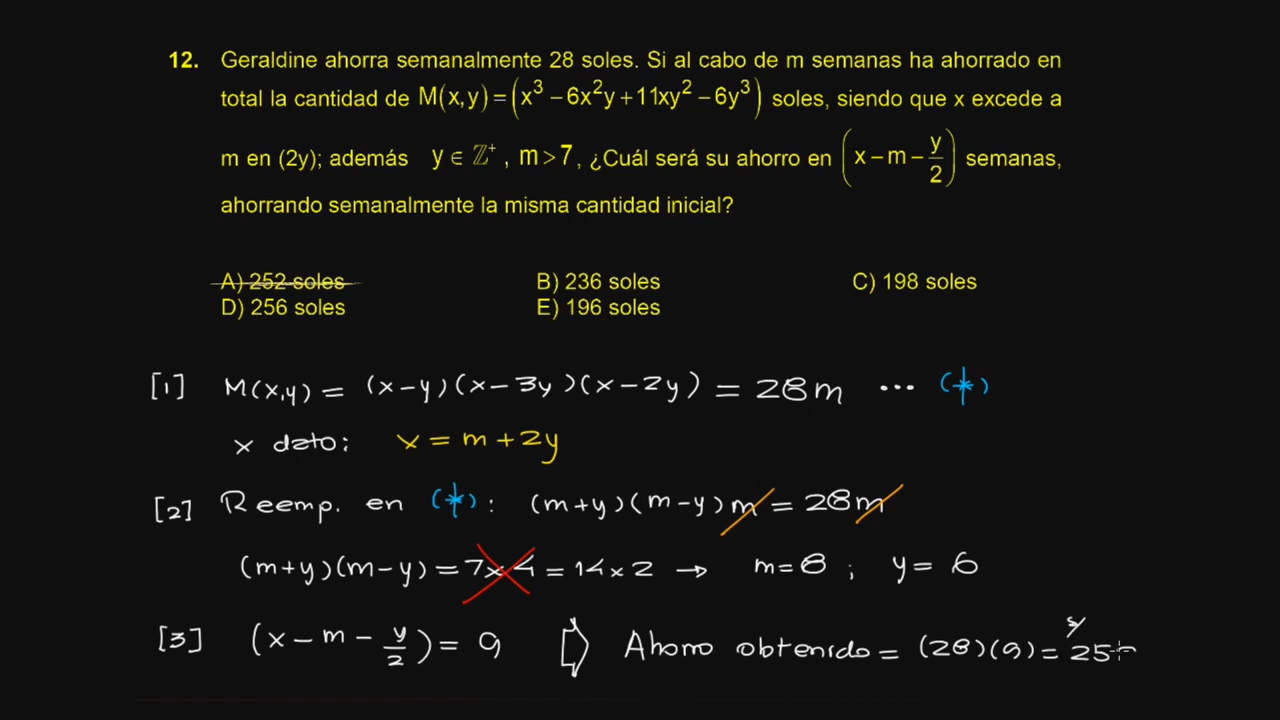 12. Geraldine ahorra semanalmente 28 soles. Si al cabo de m semanas ha ahorrado en
total la cantidad de M(x,y)=(x³ −6x²y+11xy² −6y³) soles, siendo que x excede a
m en (2y); además y ∈ ℤ⁺, m>7, ¿Cuál será su ahorro en (x−m−y/2) semanas,
ahorrando semanalmente la misma cantidad inicial?
A) 252 soles B) 236 soles C) 198 soles
D) 256 soles E) 196 soles
[1] M(x,y) = (x−y)(x−3y)(x−2y) = 28m ... (*)
x dato: x = m+2y
[2] Reemp. en (*): (m+y)(m−y)m = 28m
(m+y)(m−y) = 7x4 = 14x2 → m=8 ; y= 6
[3] (x−m−y/2) = 9 ⇨ Ahorro obtenido = (28)(9) = S/ 25